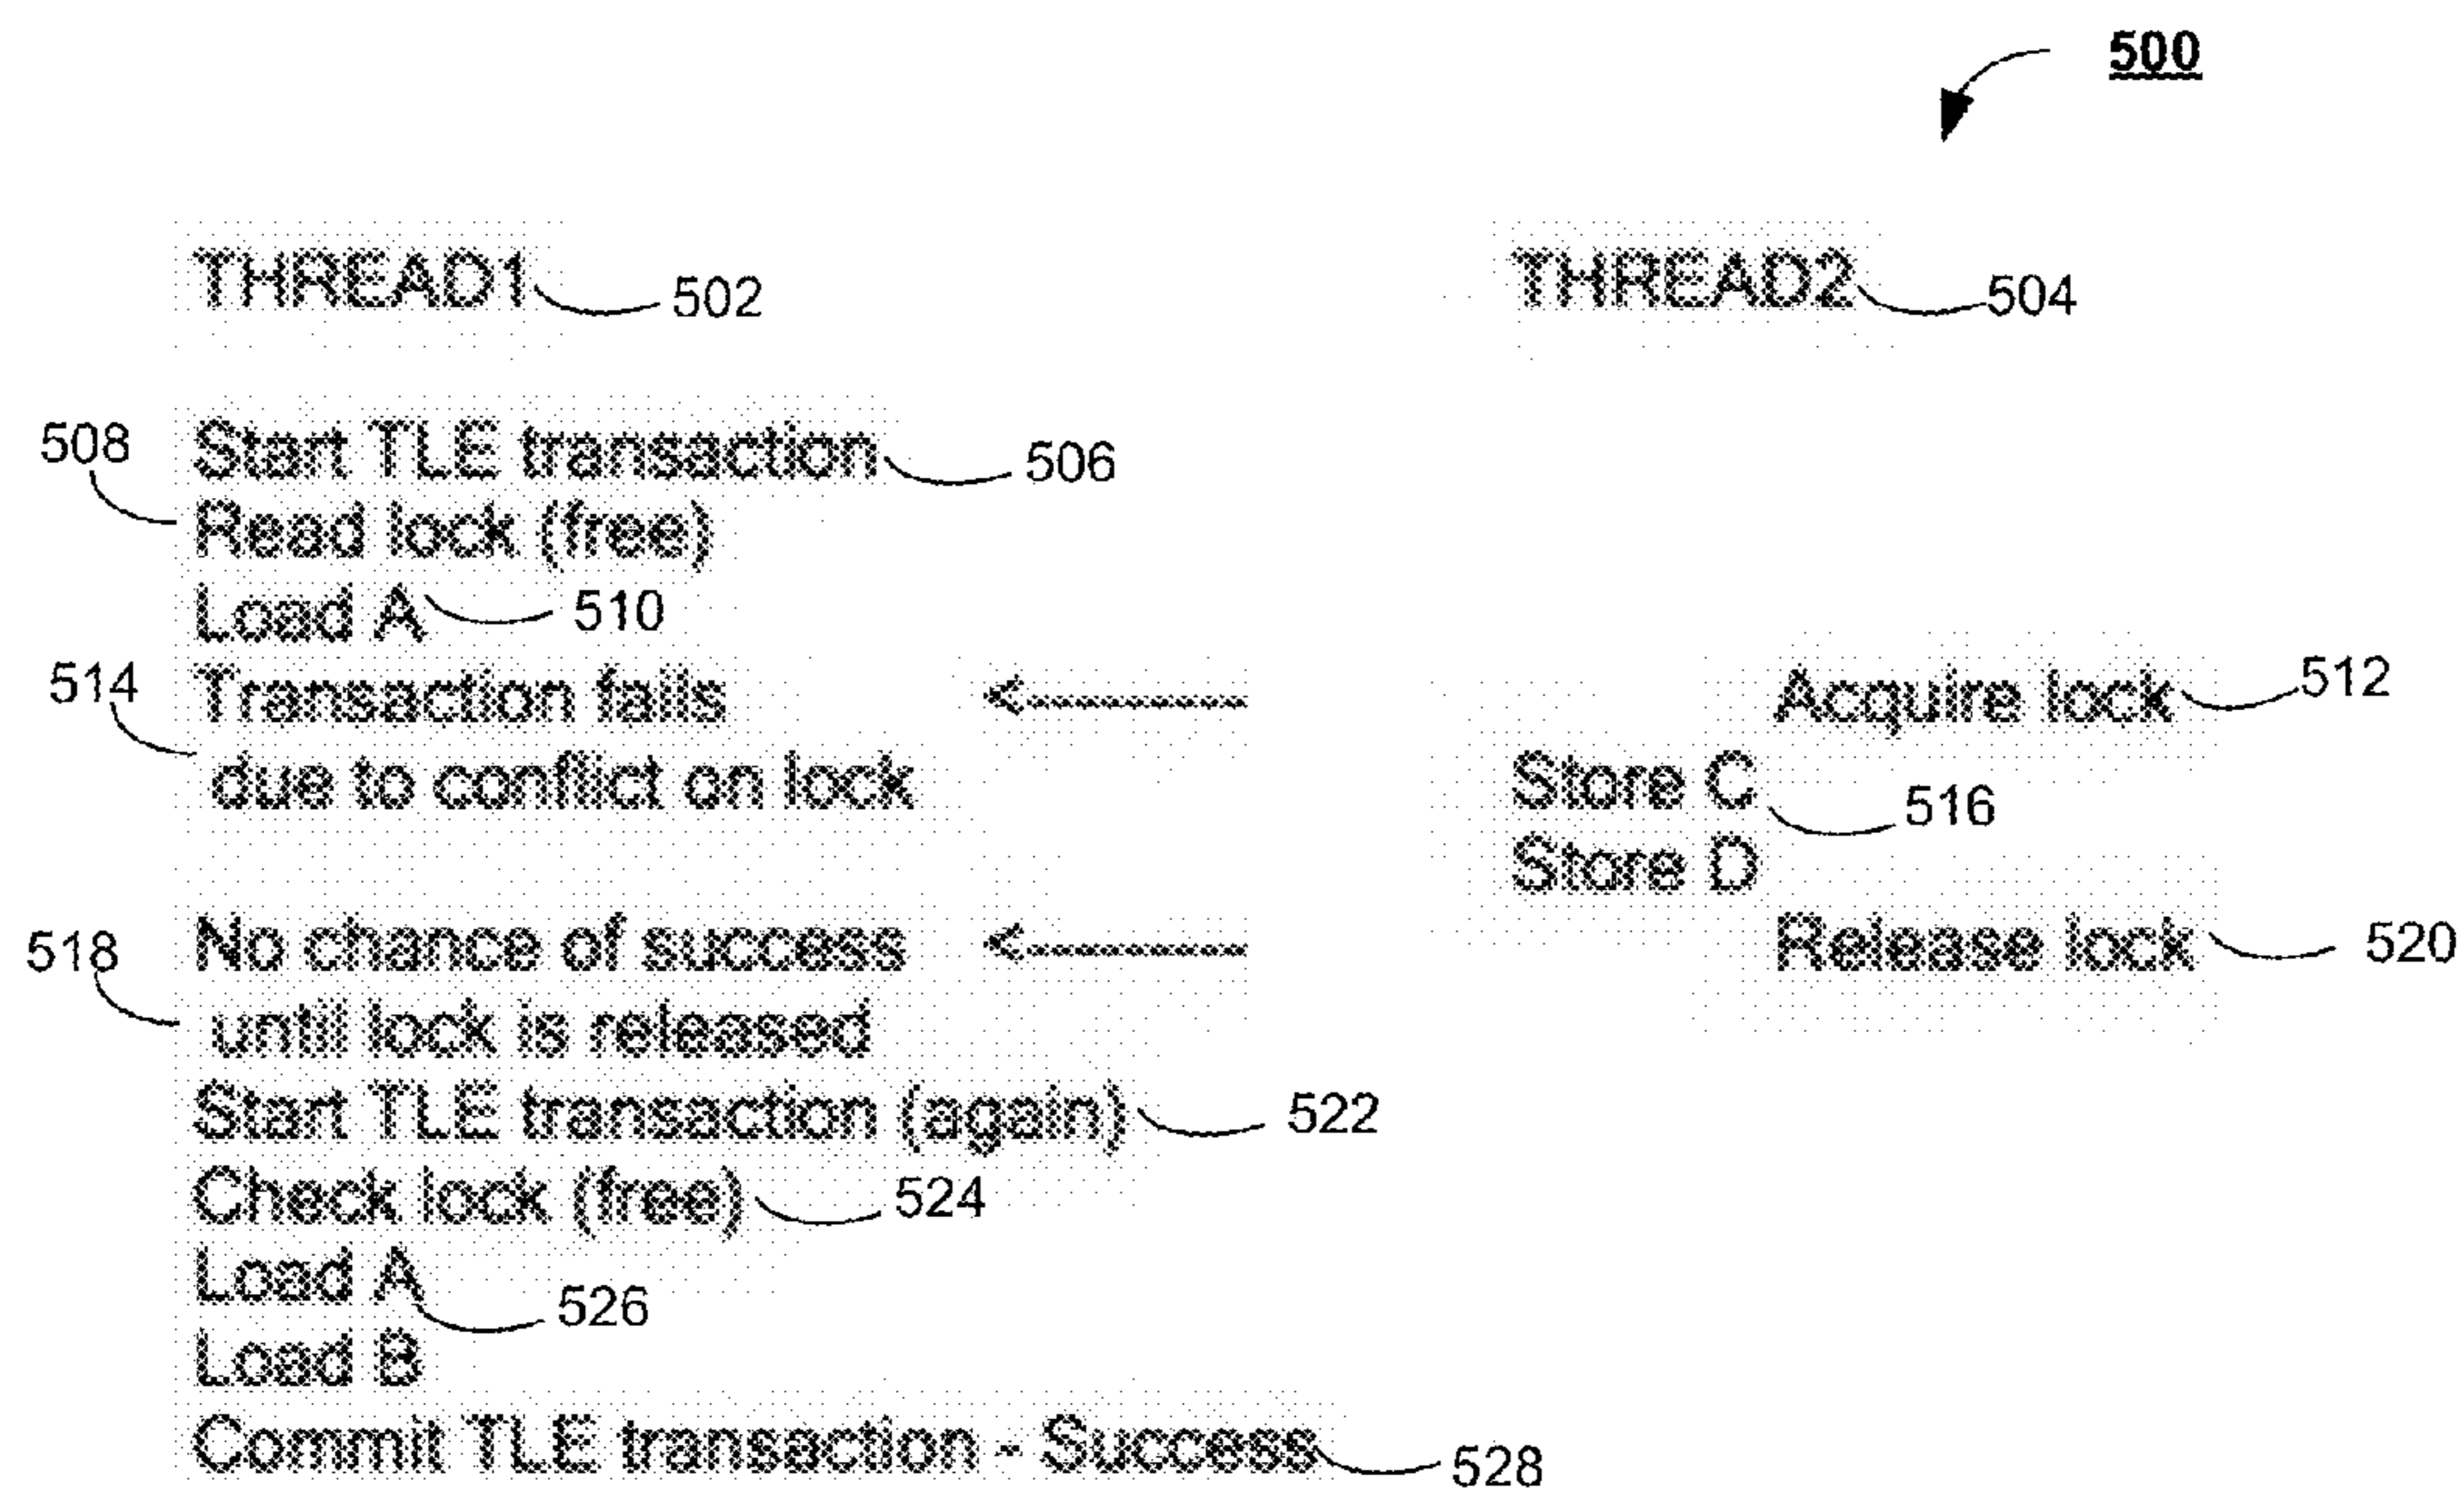 500
THREAD1 502
THREAD2 504
508 Start TLE transaction 506
Read lock (free)
Load A 510
514 Transaction fails
Acquire lock 512
due to conflict on lock
Store C 516
Store D
518 No chance of success
Release lock 520
until lock is released
Start TLE transaction (again) 522
Check lock (free) 524
Load A 526
Load B
Commit TLE transaction - Success 528